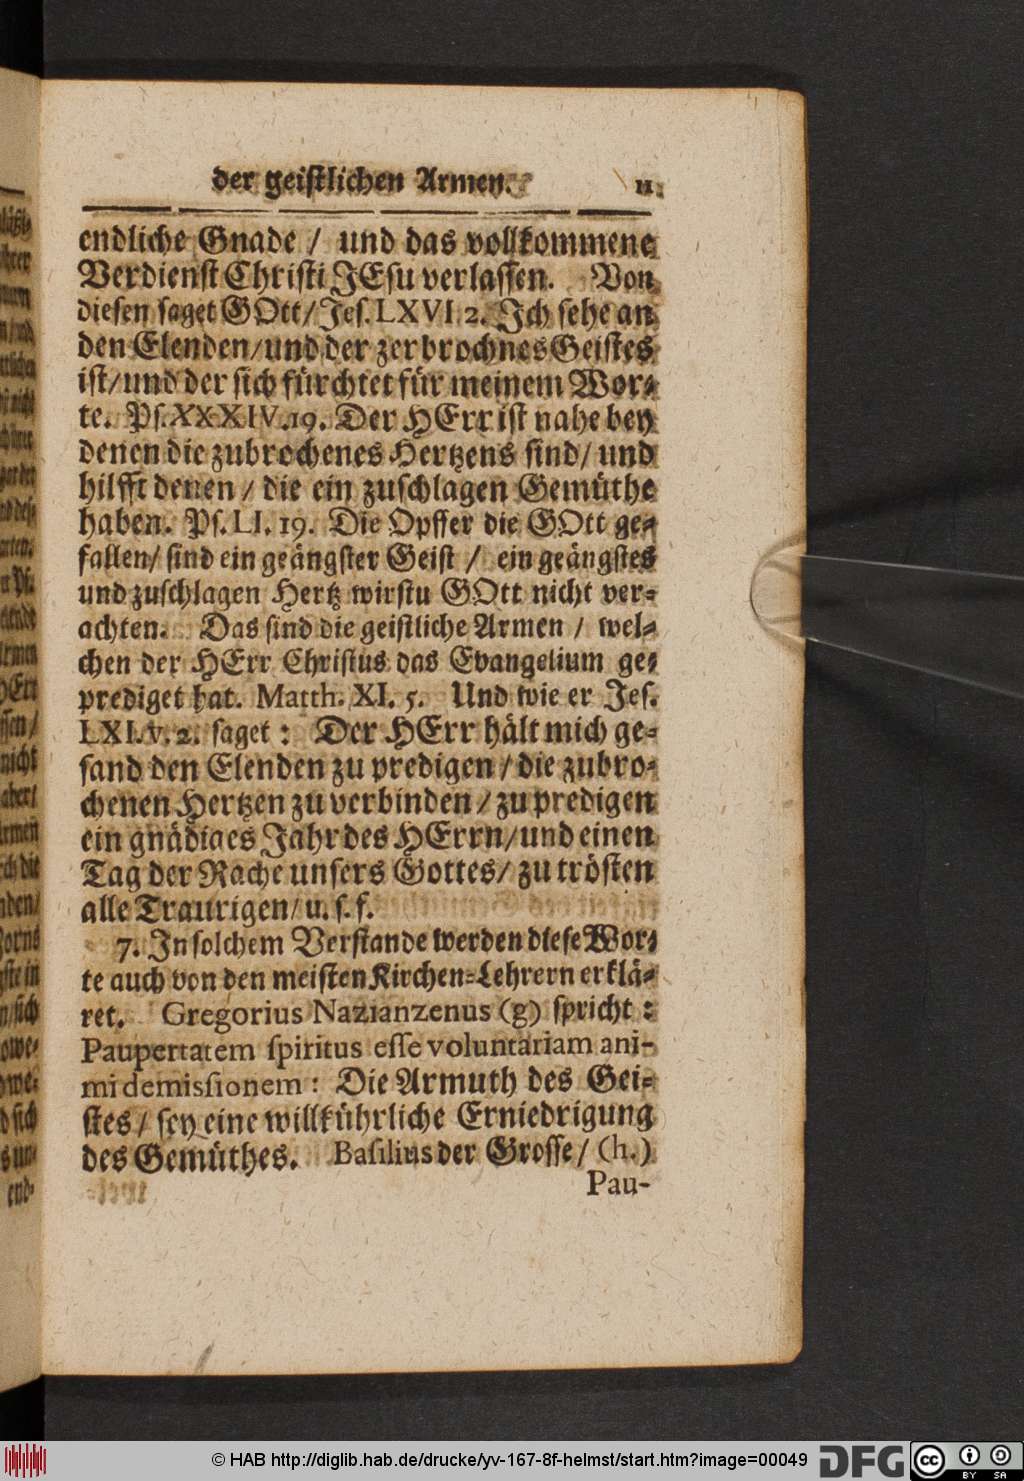 der geistlichen Armen. 11.
endliche Gnade / und das vollkommene
Verdienst Christi JEsu verlassen. Von
diesen saget GOtt/ Jes. LXVI 2. Jch sehe an
den Elenden/und der zerbrochnes Geistes
ist/und der sich fürchtet für meinem Wor-
te. Ps. XXXIV.19. Der HErr ist nahe bey
denen die zubrochenes Hertzens sind/ und
hilfft denen / die ein zuschlagen Gemüthe
haben. Ps. LI. 19. Die Opffer die GOtt ge-
fallen/ sind ein geängster Geist / ein geängstes
und zuschlagen Hertz wirstu GOtt nicht ver-
achten. Das sind die geistliche Armen / wel-
chen der HErr Christus das Evangelium ge-
prediget hat. Matth. XI. 5. Und wie er Jes.
LXI. v. 2. saget : Der HErr hält mich ge-
sand den Elenden zu predigen / die zubro-
chenen Hertzen zu verbinden / zu predigen
ein gnädiges Jahr des HErrn/und einen
Tag der Rache unsers Gottes/ zu trösten
alle Traurigen/ u. s. f.
7. Jn solchem Verstande werden diese Wor-
te auch von den meisten Kirchen-Lehrern erklä-
ret. Gregorius Nazianzenus (g) spricht :
Paupertatem spiritus esse voluntariam ani-
mi demissionem : Die Armuth des Gei-
stes / sey eine willkührliche Erniedrigung
des Gemüthes. Basilius der Grosse / (h.)
Pau-
© HAB http://diglib.hab.de/drucke/yv-167-8f-helmst/start.htm?image=00049
DFG
cc
BY SA